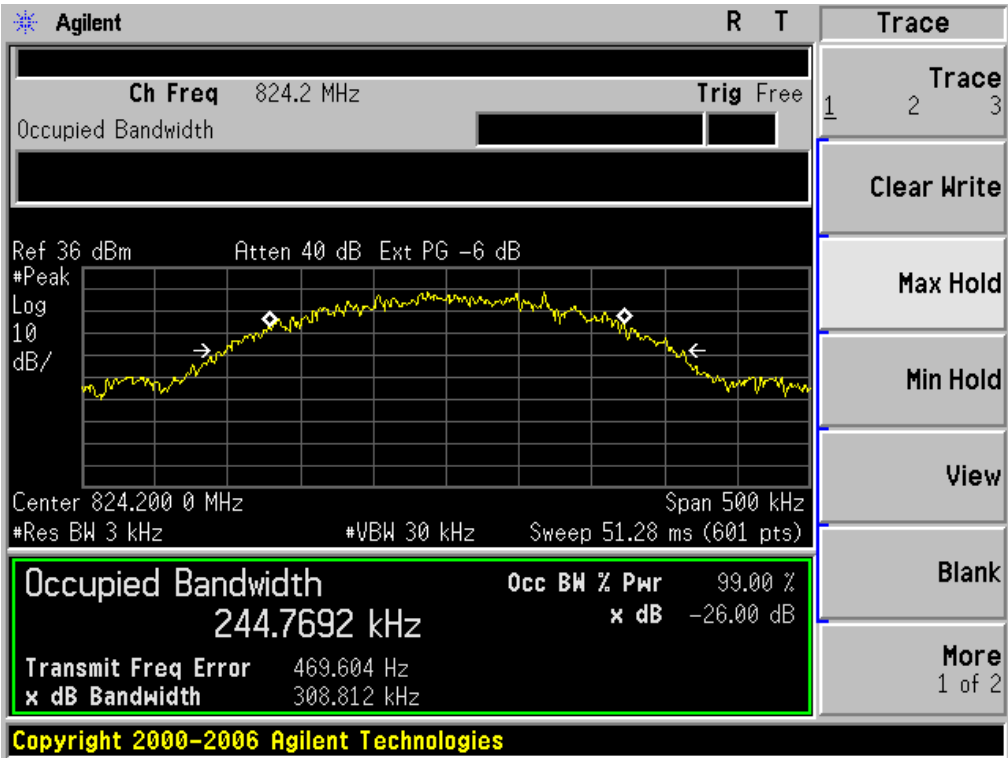 Agilent R T
Trace
Ch Freq 824.2 MHz Trig Free
Occupied Bandwidth
Trace
1 2 3
Clear Write
Max Hold
Min Hold
View
Blank
More
1 of 2
Ref 36 dBm Atten 40 dB Ext PG -6 dB
#Peak
Log
10
dB/
Center 824.200 0 MHz Span 500 kHz
#Res BW 3 kHz #VBW 30 kHz Sweep 51.28 ms (601 pts)
Occupied Bandwidth Occ BW % Pwr 99.00 %
244.7692 kHz x dB -26.00 dB
Transmit Freq Error 469.604 Hz
x dB Bandwidth 308.812 kHz
Copyright 2000-2006 Agilent Technologies